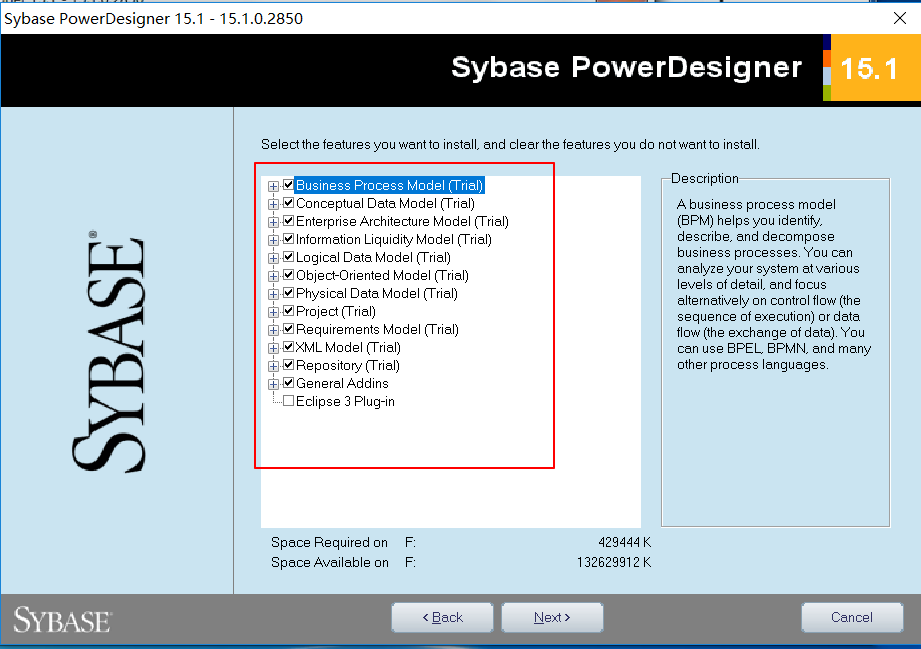 Sybase PowerDesigner 15.1 - 15.1.0.2850
Sybase PowerDesigner 15.1
Select the features you want to install, and clear the features you do not want to install.
Business Process Model (Trial)
Conceptual Data Model (Trial)
Enterprise Architecture Model (Trial)
Information Liquidity Model (Trial)
Logical Data Model (Trial)
Object-Oriented Model (Trial)
Physical Data Model (Trial)
Project (Trial)
Requirements Model (Trial)
XML Model (Trial)
Repository (Trial)
General Addins
Eclipse 3 Plug-in
Description
A business process model
(BPM) helps you identify,
describe, and decompose
business processes. You can
analyze your system at various
levels of detail, and focus
alternatively on control flow (the
sequence of execution) or data
flow (the exchange of data). You
can use BPEL, BPMN, and many
other process languages.
SYBASE®
Space Required on F: 429444 K
Space Available on F: 132629912 K
SYBASE
< Back
Next >
Cancel